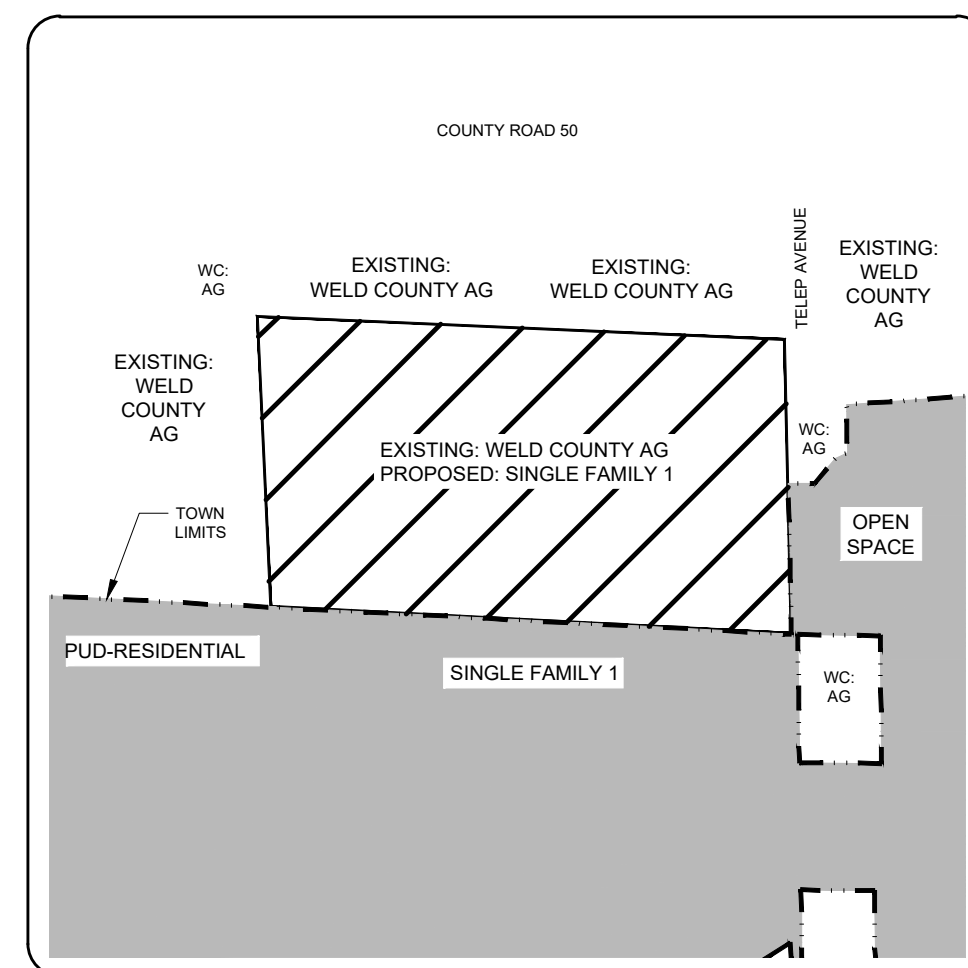 COUNTY ROAD 50
TELEP AVENUE
EXISTING:
WELD
COUNTY
AG
WC:
AG
EXISTING:
WELD COUNTY AG
EXISTING:
WELD COUNTY AG
EXISTING:
WELD
COUNTY
AG
WC:
AG
EXISTING: WELD COUNTY AG
PROPOSED: SINGLE FAMILY 1
TOWN
LIMITS
OPEN
SPACE
PUD-RESIDENTIAL
SINGLE FAMILY 1
WC:
AG